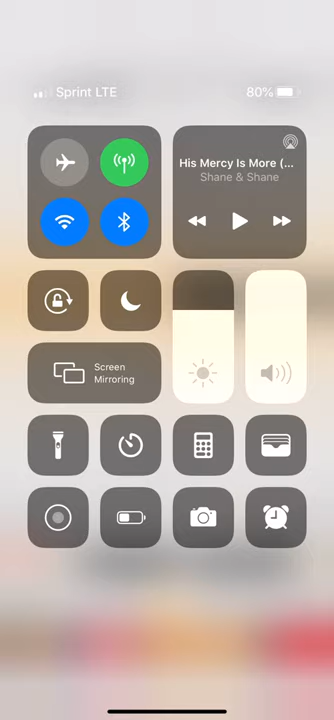 Sprint LTE
80%
His Mercy Is More (...
Shane & Shane
Screen
Mirroring